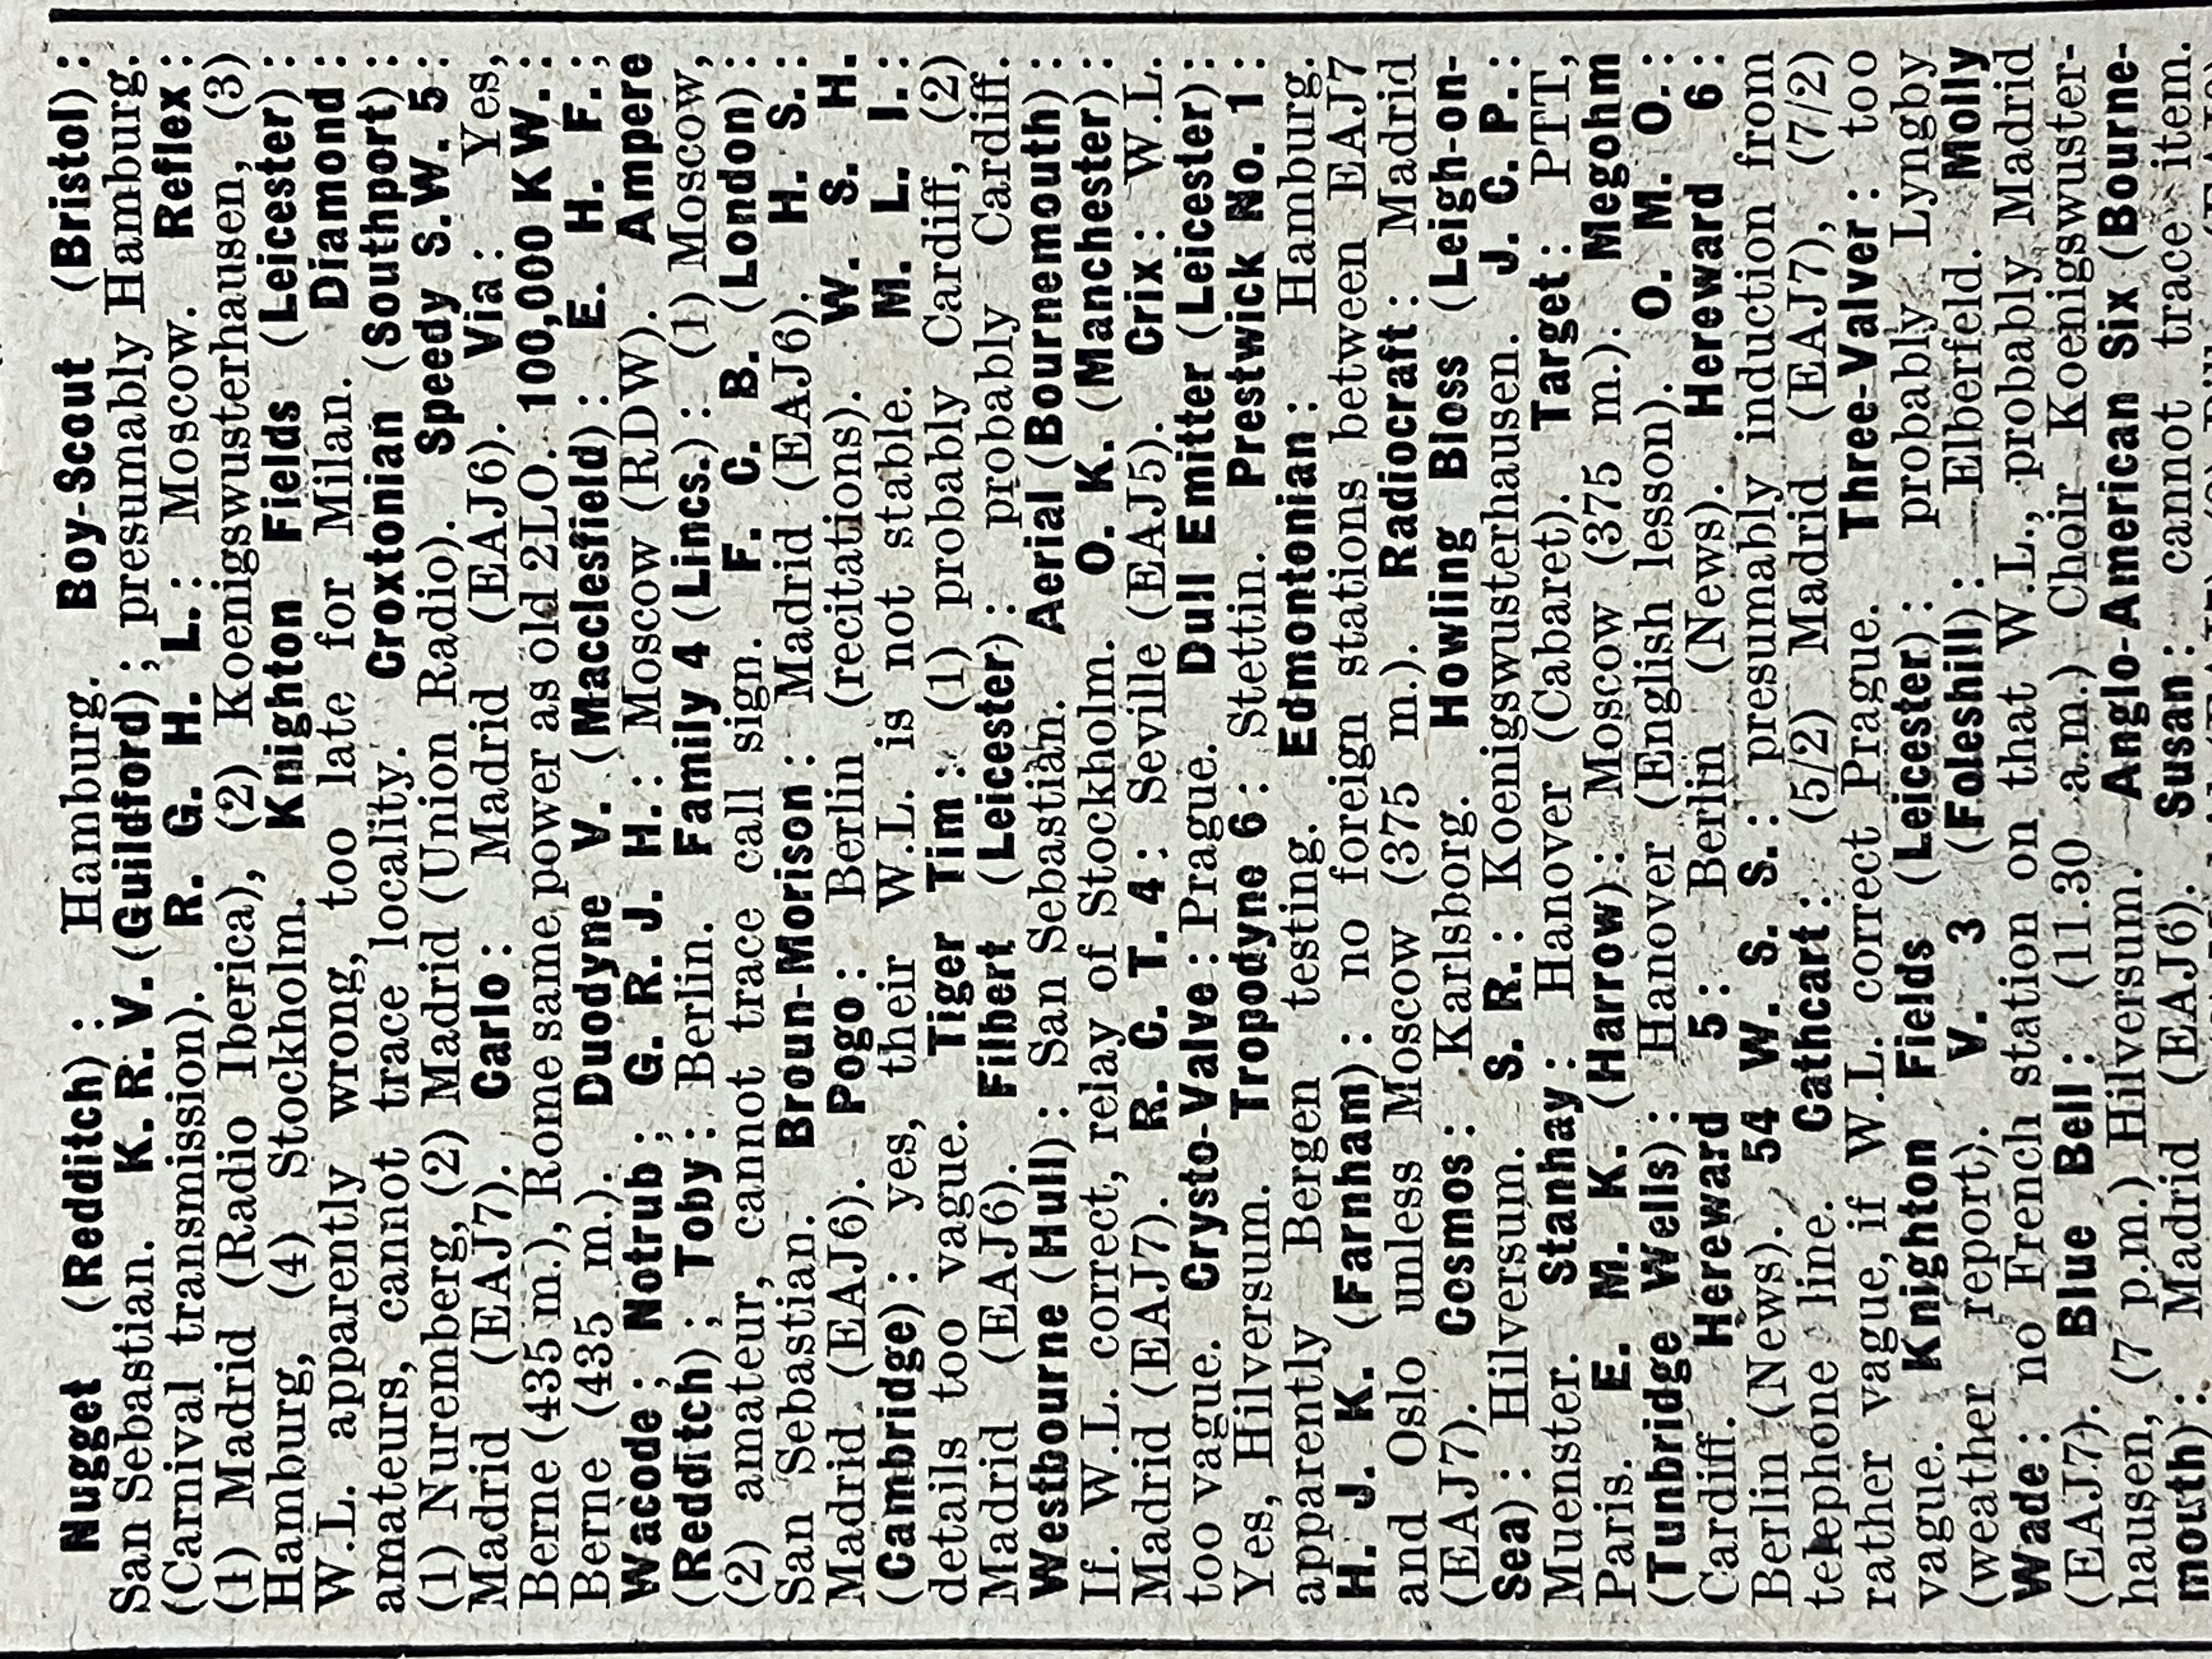 Nugget (Redditch) : Hamburg. Boy-Scout (Bristol) :
San Sebastian. K. R. V. (Guildford) ; presumably Hamburg.
(Carnival transmission). R. G. H. L. : Moscow. Reflex :
(1) Madrid (Radio Iberica), (2) Koenigswusterhausen, (3)
Hamburg, (4) Stockholm. Knighton Fields (Leicester) :
W.L. apparently wrong, too late for Milan. Diamond :
amateurs, cannot trace locality. Croxtonian (Southport) :
(1) Nuremberg, (2) Madrid (Union Radio). Speedy S.W. 5 :
Madrid (EAJ7). Carlo : Madrid (EAJ6). Via : Yes,
Berne (435 m.), Rome same power as old 2LO. 100,000 KW. :
Berne (435 m.). Duodyne V. (Macclesfield) : E. H. F. ;
Wacode ; Notrub ; G. R. J. H. : Moscow (RDW). Ampere
(Redditch) ; Toby : Berlin. Family 4 (Lincs.) : (1) Moscow,
(2) amateur, cannot trace call sign. F. C. B. (London) :
San Sebastian. Broun-Morison : Madrid (EAJ6). H. S. :
Madrid (EAJ6). Pogo : Berlin (recitations). W. S. H.
(Cambridge) : yes, their W.L. is not stable. M. L. I. :
details too vague. Tiger Tim : (1) probably Cardiff, (2)
Madrid (EAJ6). Filbert (Leicester) : probably Cardiff.
Westbourne (Hull) : San Sebastian. Aerial (Bournemouth) :
If. W.L. correct, relay of Stockholm. O. K. (Manchester) :
Madrid (EAJ7). R. C. T. 4 : Seville (EAJ5). Crix : W.L.
too vague. Crysto-Valve : Prague. Dull Emitter (Leicester) :
Yes, Hilversum. Tropodyne 6 : Stettin. Prestwick No. 1 :
apparently Bergen testing. Edmontonian : Hamburg.
H. J. K. (Farnham) : no foreign stations between EAJ7
and Oslo unless Moscow (375 m.). Radiocraft : Madrid
(EAJ7). Cosmos : Karlsborg. Howling Bloss (Leigh-on-
Sea) : Hilversum. S. R. : Koenigswusterhausen. J. C. P. :
Muenster. Stanhay : Hanover (Cabaret). Target : PTT,
Paris. E. M. K. (Harrow) : Moscow (375 m.). Megohm
(Tunbridge Wells) : Hanover (English lesson). O. M. O. :
Cardiff. Hereward 5 : Berlin (News). Hereward 6 :
Berlin (News). 54 W. S. S. : presumably induction from
telephone line. Cathcart : (5/2) Madrid (EAJ7), (7/2)
rather vague, if W.L. correct Prague. Three-Valver : too
vague. Knighton Fields (Leicester) : probably Lyngby
(weather report). V. 3 (Foleshill) : Elberfeld. Molly
Wade : no French station on that W.L., probably Madrid
(EAJ7). Blue Bell : (11.30 a.m.) Choir Koenigswuster-
hausen, (7 p.m.) Hilversum. Anglo-American Six (Bourne-
mouth) : Madrid (EAJ6). Susan : cannot trace item.